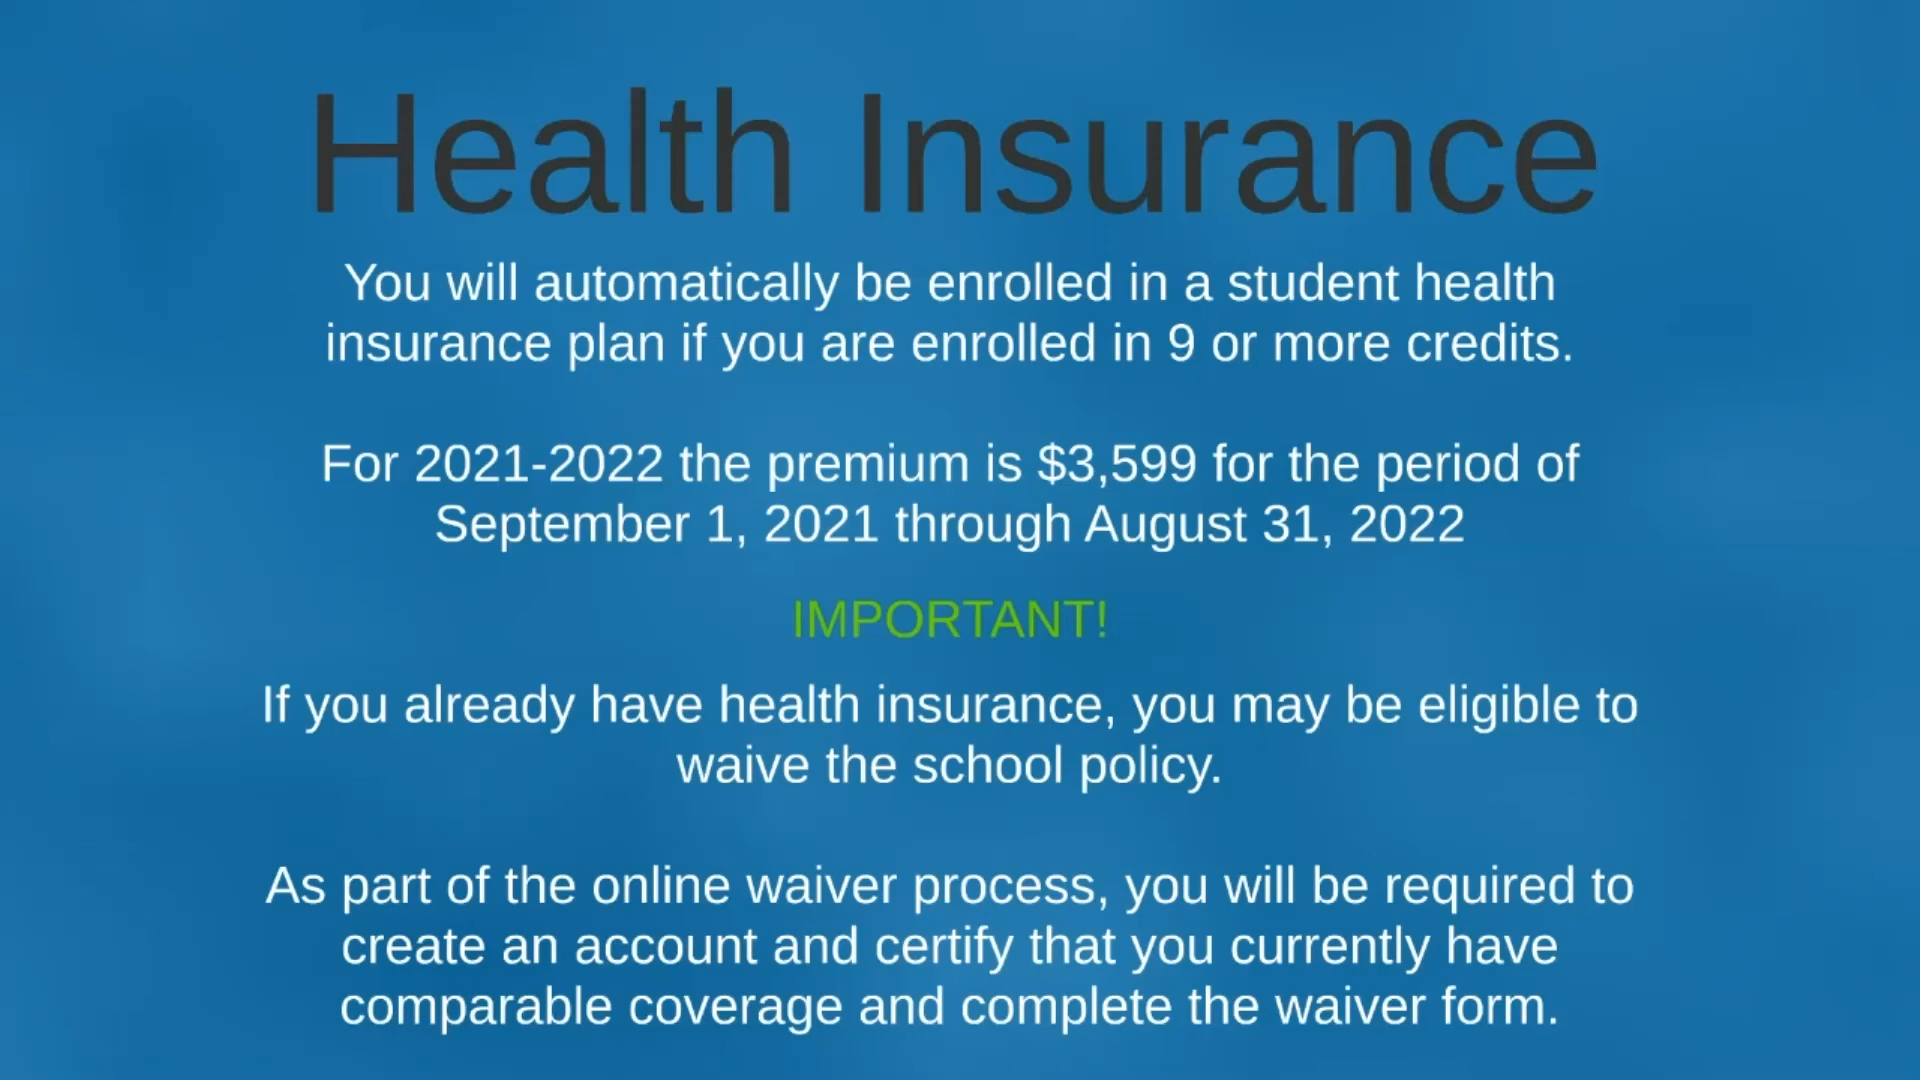 Health Insurance
You will automatically be enrolled in a student health
insurance plan if you are enrolled in 9 or more credits.
For 2021-2022 the premium is $3,599 for the period of
September 1, 2021 through August 31, 2022
IMPORTANT!
If you already have health insurance, you may be eligible to
waive the school policy.
As part of the online waiver process, you will be required to
create an account and certify that you currently have
comparable coverage and complete the waiver form.